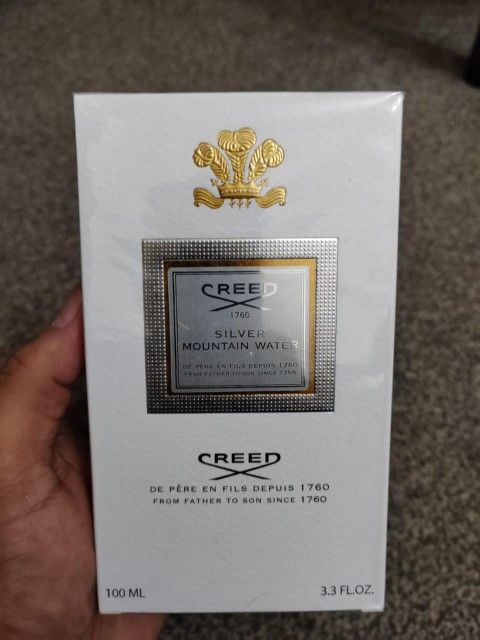 CREED
1760
SILVER
MOUNTAIN WATER
DE PÈRE EN FILS DEPUIS 1760
FROM FATHER TO SON SINCE 1760
CREED
DE PÈRE EN FILS DEPUIS 1760
FROM FATHER TO SON SINCE 1760
100 ML
3.3 FL.OZ.